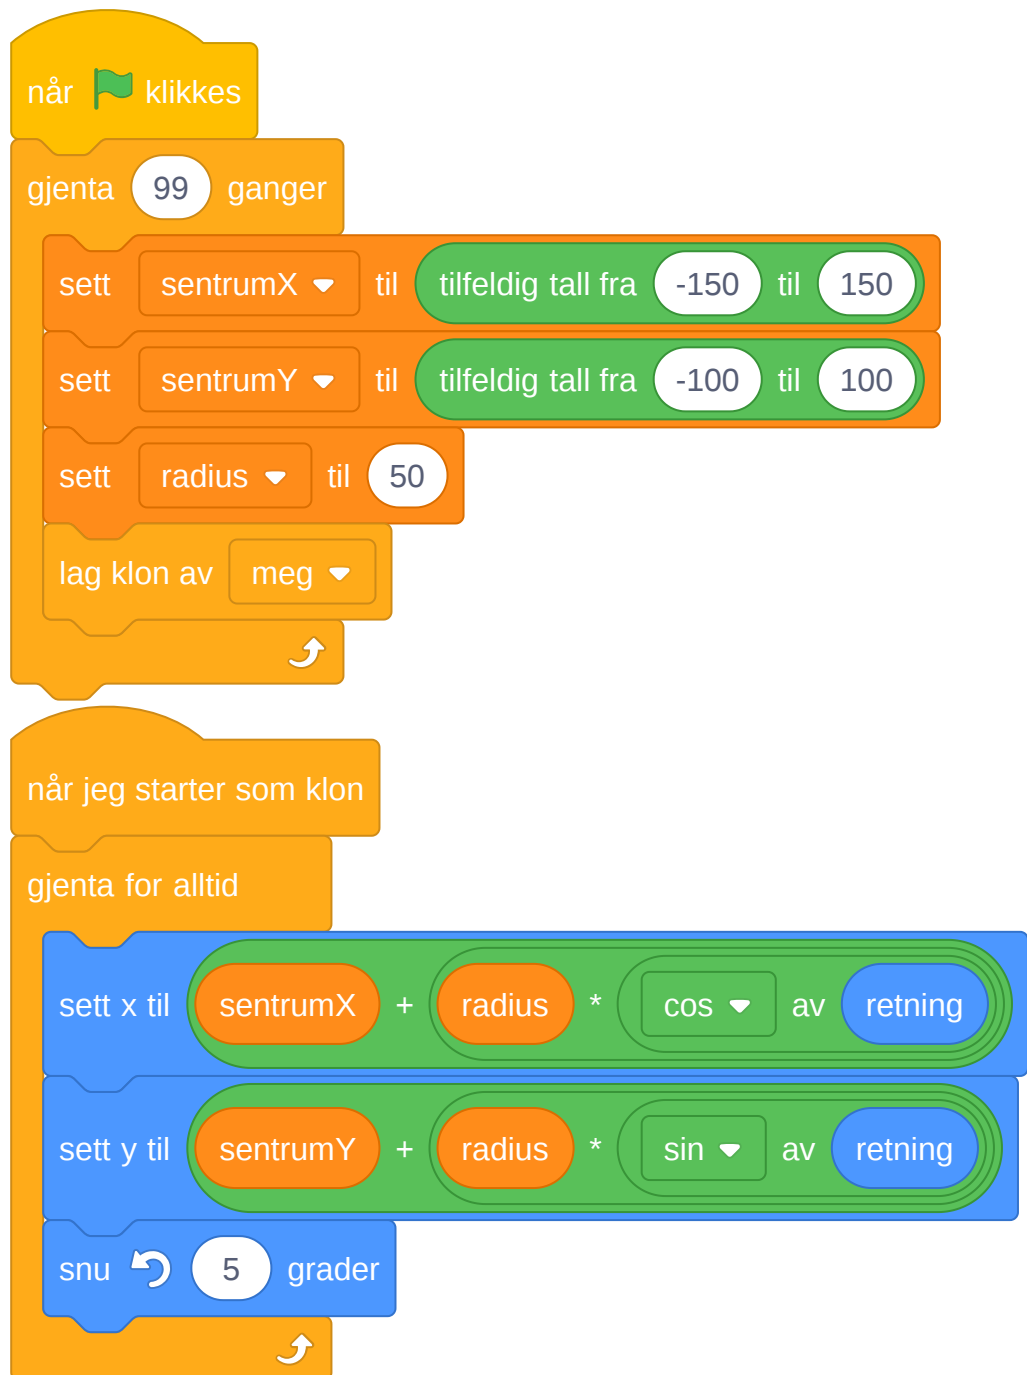 når klikkes
gjenta 99 ganger
sett sentrumX til tilfeldig tall fra -150 til 150
sett sentrumY til tilfeldig tall fra -100 til 100
sett radius til 50
lag klon av meg
når jeg starter som klon
gjenta for alltid
sett x til sentrumX + radius * cos av retning
sett y til sentrumY + radius * sin av retning
snu 5 grader